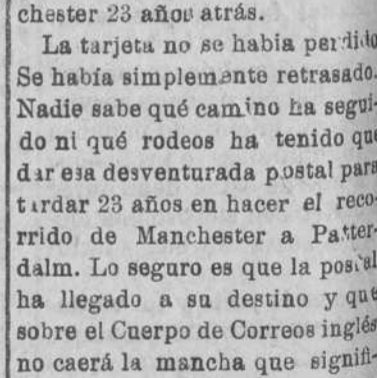 chester 23 años atrás.
La tarjeta no se habia perdido
Se había simplemente retrasado.
Nadie sabe qué camino ha segui-
do ni qué rodeos ha tenido que
dar esa desventurada postal para
tardar 23 años en hacer el reco-
rrido de Manchester a Patter-
dalm. Lo seguro es que la postal
ha llegado a su destino y que
sobre el Cuerpo de Correos inglés
no caerá la mancha que signifi-